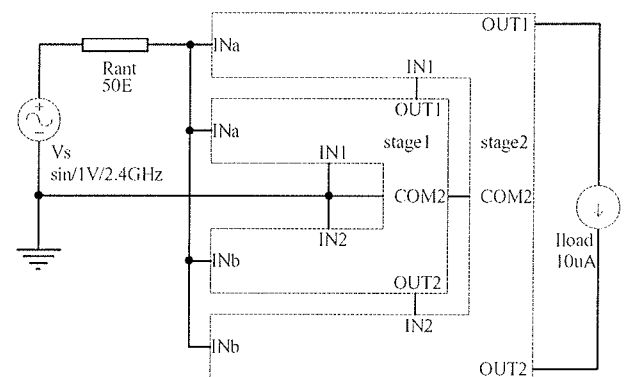 OUT1
INa
Rant
50E
IN1
OUT1
INa
stage1
stage2
Vs
sin/1V/2.4GHz
IN1
COM2
COM2
IN2
Iload
10uA
INb
OUT2
IN2
INb
OUT2